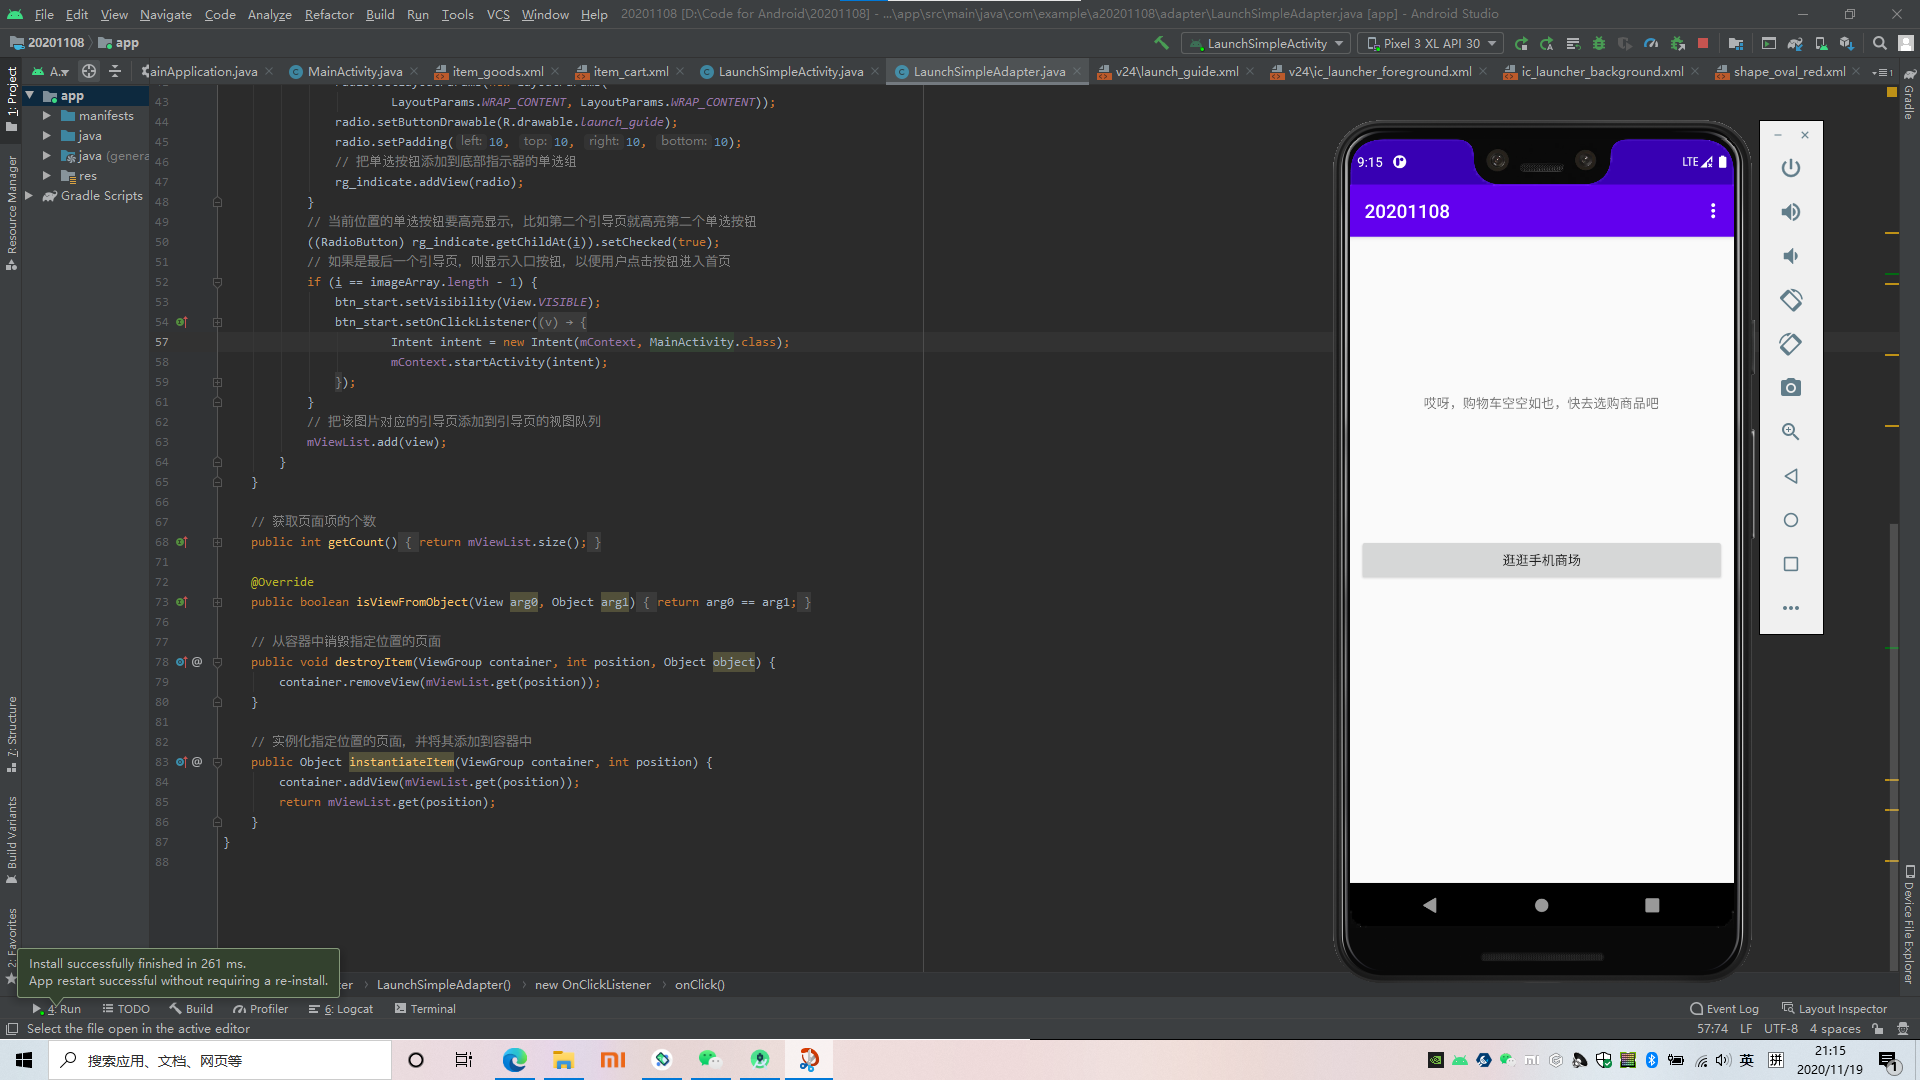 File Edit View Navigate Code Analyze Refactor Build Run Tools VCS Window Help 20201108 [D:\Code for Android\20201108] - ...\app\src\main\java\com\example\a20201108\adapter\LaunchSimpleAdapter.java [app] - Android Studio
20201108 app LaunchSimpleActivity Pixel 3 XL API 30
A.. ainApplication.java MainActivity.java item_goods.xml item_cart.xml LaunchSimpleActivity.java LaunchSimpleAdapter.java v24\launch_guide.xml v24\ic_launcher_foreground.xml ic_launcher_background.xml shape_oval_red.xml
1: Project
Resource Manager
7: Structure
Build Variants
2: Favorites
app
manifests
java
java (genera
res
Gradle Scripts
43 LayoutParams.WRAP_CONTENT, LayoutParams.WRAP_CONTENT));
44 radio.setButtonDrawable(R.drawable.launch_guide);
45 radio.setPadding( left: 10, top: 10, right: 10, bottom: 10);
46 // 把单选按钮添加到底部指示器的单选组
47 rg_indicate.addView(radio);
48 }
49 // 当前位置的单选按钮要高亮显示，比如第二个引导页就高亮第二个单选按钮
50 ((RadioButton) rg_indicate.getChildAt(i)).setChecked(true);
51 // 如果是最后一个引导页，则显示入口按钮，以便用户点击按钮进入首页
52 if (i == imageArray.length - 1) {
53 btn_start.setVisibility(View.VISIBLE);
54 btn_start.setOnClickListener((v) → {
57 Intent intent = new Intent(mContext, MainActivity.class);
58 mContext.startActivity(intent);
59 });
61 }
62 // 把该图片对应的引导页添加到引导页的视图队列
63 mViewList.add(view);
64 }
65 }
66
67 // 获取页面项的个数
68 public int getCount() { return mViewList.size(); }
71
72 @Override
73 public boolean isViewFromObject(View arg0, Object arg1) { return arg0 == arg1; }
76
77 // 从容器中销毁指定位置的页面
78 @ public void destroyItem(ViewGroup container, int position, Object object) {
79 container.removeView(mViewList.get(position));
80 }
81
82 // 实例化指定位置的页面，并将其添加到容器中
83 @ public Object instantiateItem(ViewGroup container, int position) {
84 container.addView(mViewList.get(position));
85 return mViewList.get(position);
86 }
87 }
88
9:15 LTE
20201108
哎呀，购物车空空如也，快去选购商品吧
逛逛手机商场
Gradle
Device File Explorer
Install successfully finished in 261 ms.
App restart successful without requiring a re-install.
ter LaunchSimpleAdapter() new OnClickListener onClick()
4: Run TODO Build Profiler 6: Logcat Terminal Event Log Layout Inspector
Select the file open in the active editor 57:74 LF UTF-8 4 spaces
搜索应用、文档、网页等 英 拼 21:15
2020/11/19 1